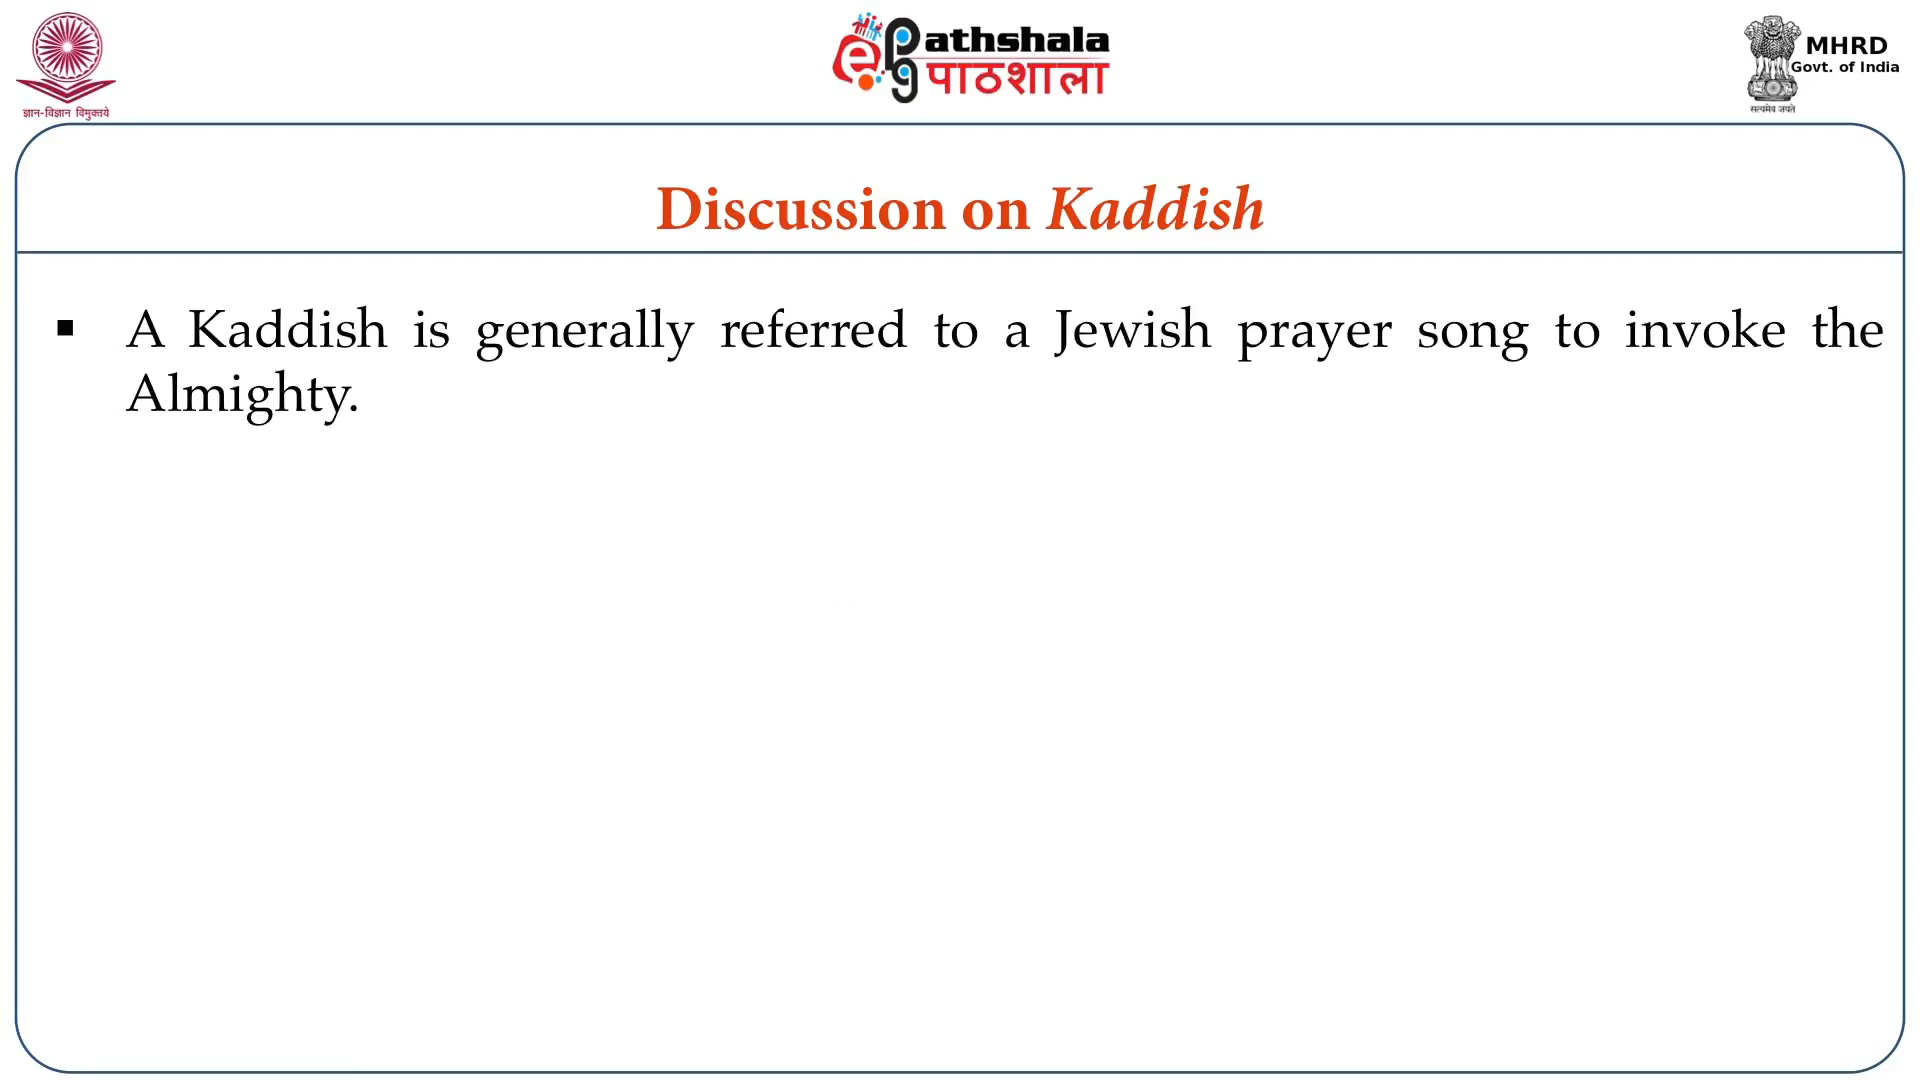 ज्ञान-विज्ञान विमुक्तये
ePathshala
पाठशाला
MHRD
Govt. of India
सत्यमेव जयते
Discussion on Kaddish
▪ A Kaddish is generally referred to a Jewish prayer song to invoke the
Almighty.